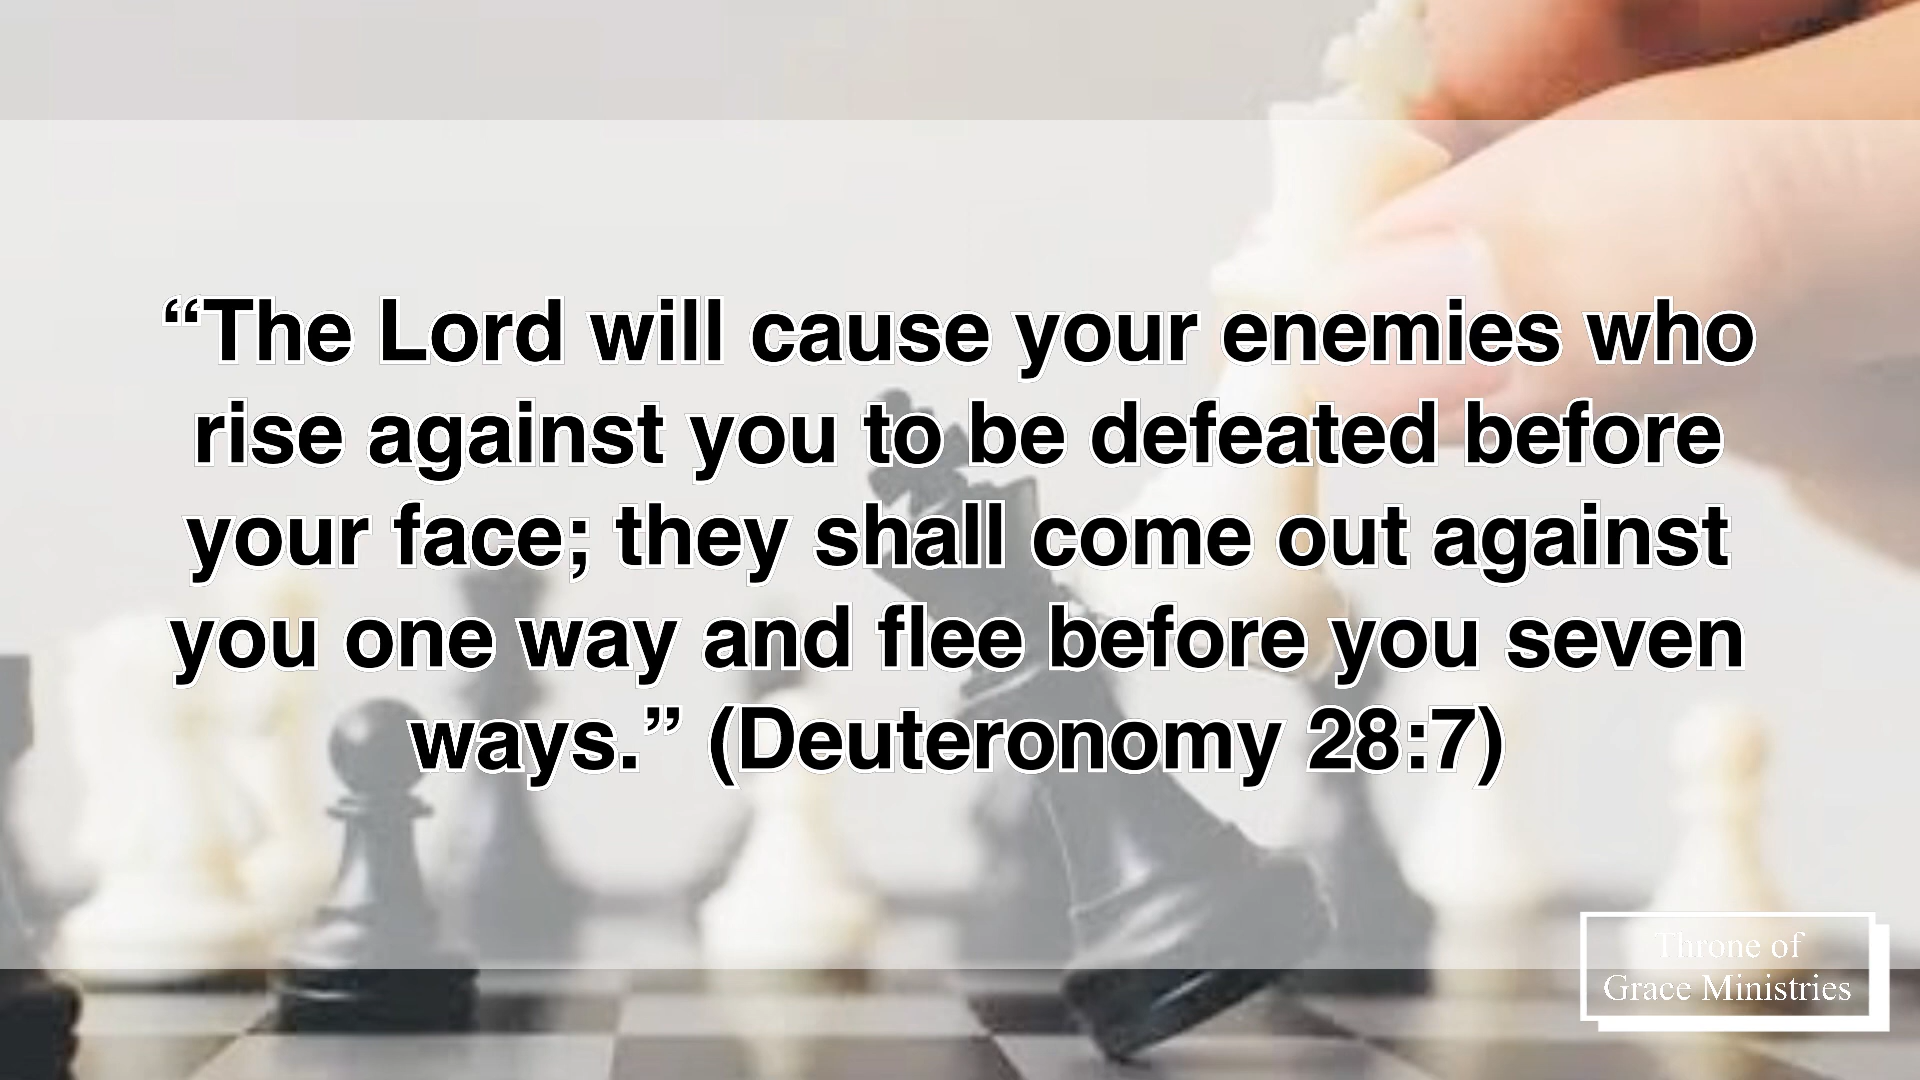 “The Lord will cause your enemies who
rise against you to be defeated before
your face; they shall come out against
you one way and flee before you seven
ways.” (Deuteronomy 28:7)
Throne of
Grace Ministries